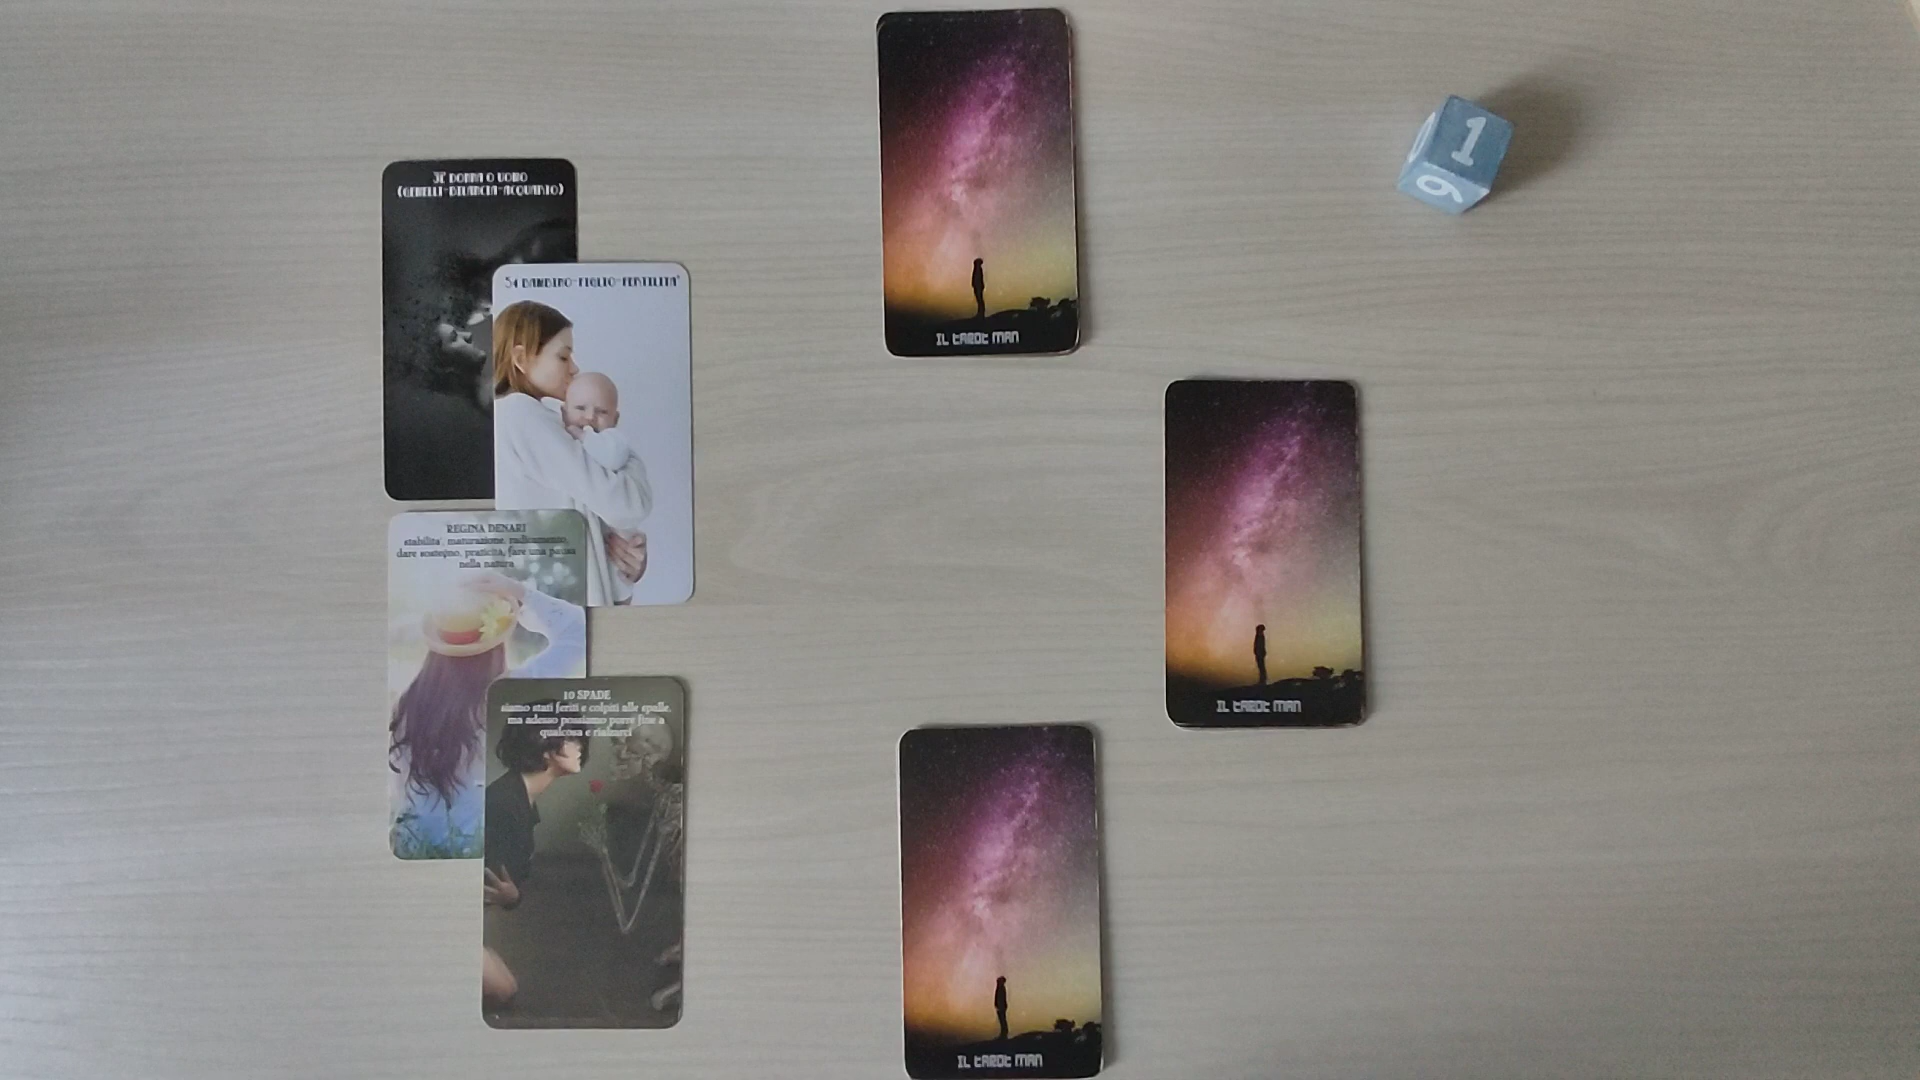 DONNA O UOMO
(GEMELLI-BILANCIA-ACQUARIO)
54 BAMBINO-FIGLIO-FERTILITA'
REGINA DENARI
stabilita', maturazione, radicamento,
dare sostegno, praticità, fare una pausa
nella natura
10 SPADE
siamo stati feriti e colpiti alle spalle,
ma adesso possiamo porre fine a
qualcosa e rialzarci
IL TAROT MAN
IL TAROT MAN
IL TAROT MAN
1
6